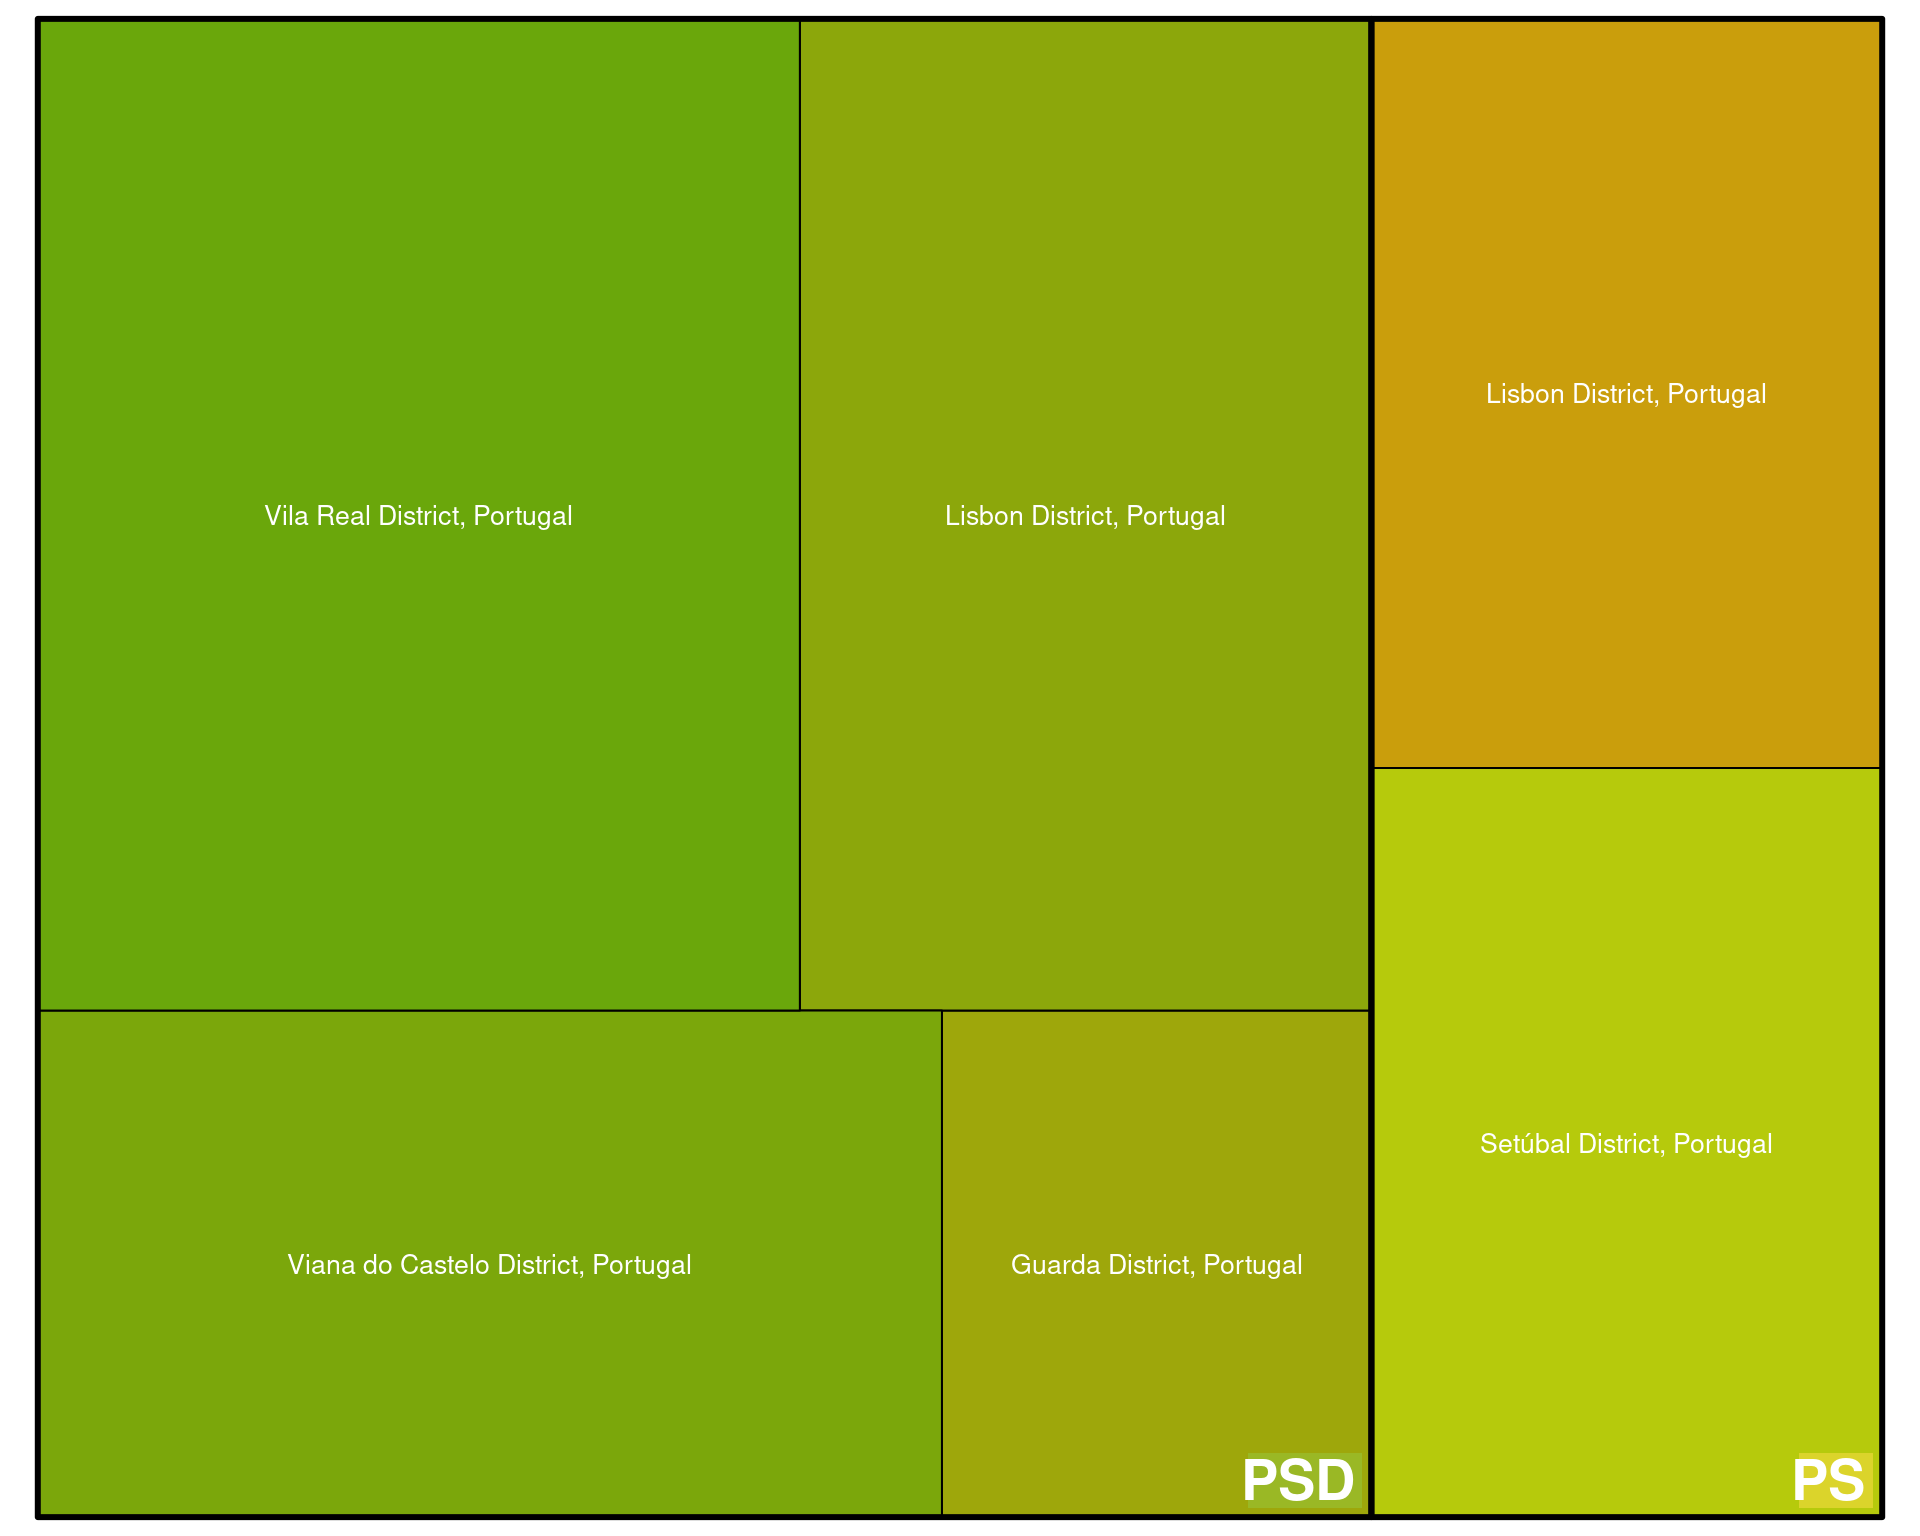 Lisbon District, Portugal
Vila Real District, Portugal
Lisbon District, Portugal
Setúbal District, Portugal
Viana do Castelo District, Portugal
Guarda District, Portugal
PSD
PS